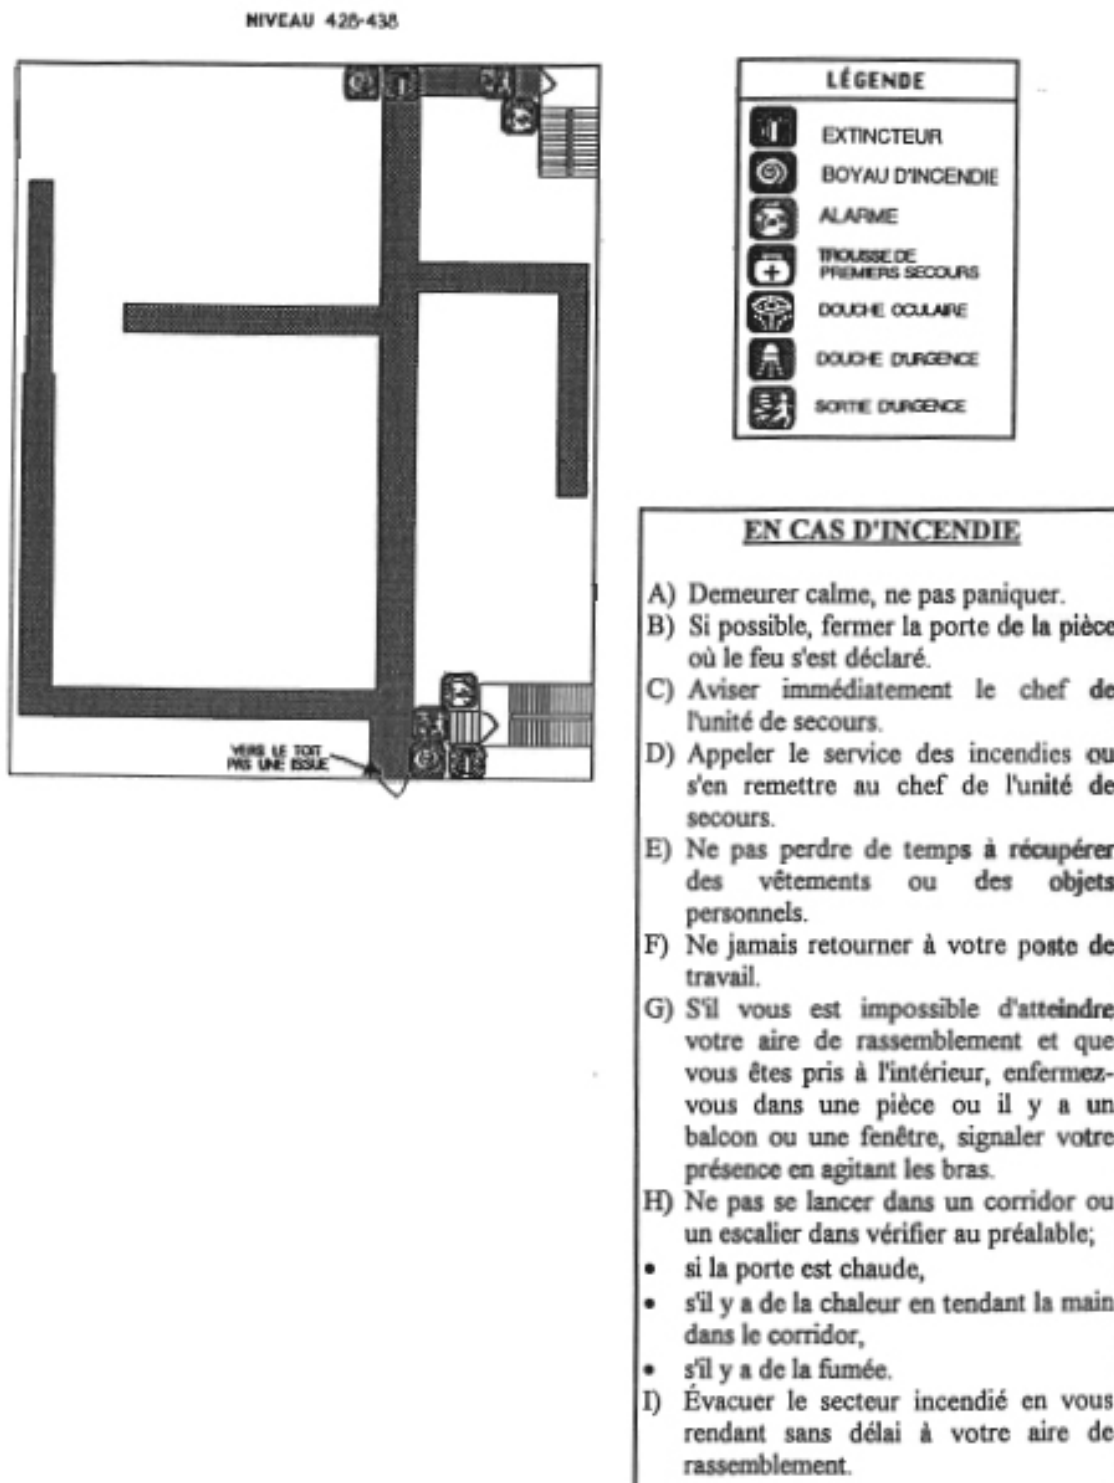 NIVEAU 428-438
LÉGENDE
EXTINCTEUR
BOYAU D'INCENDIE
ALARME
TROUSSE DE
PREMIERS SECOURS
DOUCHE OCULAIRE
DOUCHE D'URGENCE
SORTIE D'URGENCE
VERS LE TOIT
PAS UNE ISSUE
EN CAS D'INCENDIE
A) Demeurer calme, ne pas paniquer.
B) Si possible, fermer la porte de la pièce
où le feu s'est déclaré.
C) Aviser immédiatement le chef de
l'unité de secours.
D) Appeler le service des incendies ou
s'en remettre au chef de l'unité de
secours.
E) Ne pas perdre de temps à récupérer
des vêtements ou des objets
personnels.
F) Ne jamais retourner à votre poste de
travail.
G) S'il vous est impossible d'atteindre
votre aire de rassemblement et que
vous êtes pris à l'intérieur, enfermez-
vous dans une pièce ou il y a un
balcon ou une fenêtre, signaler votre
présence en agitant les bras.
H) Ne pas se lancer dans un corridor ou
un escalier dans vérifier au préalable;
• si la porte est chaude,
• s'il y a de la chaleur en tendant la main
dans le corridor,
• s'il y a de la fumée.
I) Évacuer le secteur incendié en vous
rendant sans délai à votre aire de
rassemblement.